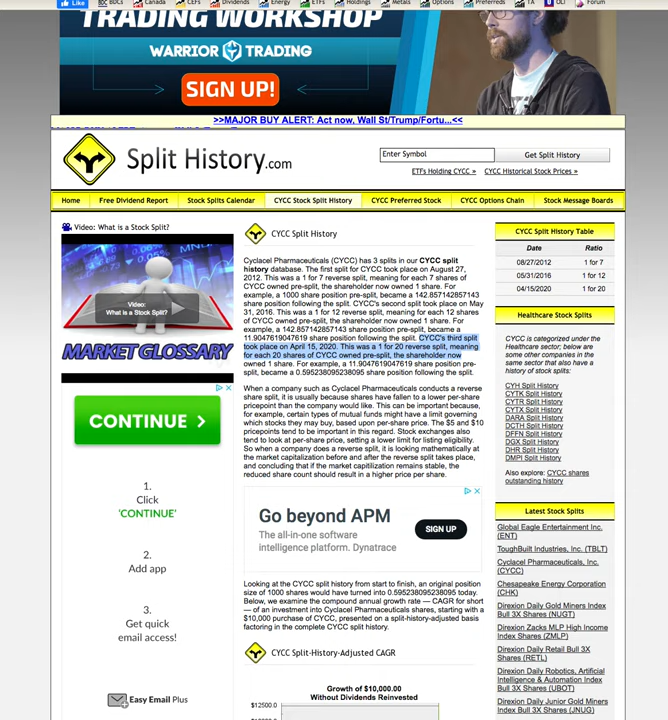 Like BDCs Canada CEFs Dividends Energy ETFs Holdings Metals Options Preferreds TA Forum
TRADING WORKSHOP
WARRIOR TRADING
SIGN UP!
>>MAJOR BUY ALERT: Act now, Wall St/Trump/Fortu...<<
Split History.com
Enter Symbol
Get Split History
ETFs Holding CYCC » CYCC Historical Stock Prices »
Home Free Dividend Report Stock Splits Calendar CYCC Stock Split History CYCC Preferred Stock CYCC Options Chain Stock Message Boards
Video: What is a Stock Split?
Video:
What is a Stock Split?
MARKET GLOSSARY
CONTINUE
1.
Click
'CONTINUE'
2.
Add app
3.
Get quick
email access!
Easy Email Plus
CYCC Split History
Cyclacel Pharmaceuticals (CYCC) has 3 splits in our CYCC split
history database. The first split for CYCC took place on August 27,
2012. This was a 1 for 7 reverse split, meaning for each 7 shares of
CYCC owned pre-split, the shareholder now owned 1 share. For
example, a 1000 share position pre-split, became a 142.857142857143
share position following the split. CYCC's second split took place on May
31, 2016. This was a 1 for 12 reverse split, meaning for each 12 shares
of CYCC owned pre-split, the shareholder now owned 1 share. For
example, a 142.857142857143 share position pre-split, became a
11.9047619047619 share position following the split. CYCC's third split
took place on April 15, 2020. This was a 1 for 20 reverse split, meaning
for each 20 shares of CYCC owned pre-split, the shareholder now
owned 1 share. For example, a 11.9047619047619 share position pre-
split, became a 0.595238095238095 share position following the split.
When a company such as Cyclacel Pharmaceuticals conducts a reverse
share split, it is usually because shares have fallen to a lower per-share
pricepoint than the company would like. This can be important because,
for example, certain types of mutual funds might have a limit governing
which stocks they may buy, based upon per-share price. The $5 and $10
pricepoints tend to be important in this regard. Stock exchanges also
tend to look at per-share price, setting a lower limit for listing eligibility.
So when a company does a reverse split, it is looking mathematically at
the market capitalization before and after the reverse split takes place,
and concluding that if the market capitilization remains stable, the
reduced share count should result in a higher price per share.
Go beyond APM
The all-in-one software
intelligence platform. Dynatrace
SIGN UP
Looking at the CYCC split history from start to finish, an original position
size of 1000 shares would have turned into 0.595238095238095 today.
Below, we examine the compound annual growth rate — CAGR for short
— of an investment into Cyclacel Pharmaceuticals shares, starting with a
$10,000 purchase of CYCC, presented on a split-history-adjusted basis
factoring in the complete CYCC split history.
CYCC Split-History-Adjusted CAGR
Growth of $10,000.00
Without Dividends Reinvested
$12500.0
CYCC Split History Table
Date Ratio
08/27/2012 1 for 7
05/31/2016 1 for 12
04/15/2020 1 for 20
Healthcare Stock Splits
CYCC is categorized under the
Healthcare sector; below are
some other companies in the
same sector that also have a
history of stock splits:
CYH Split History
CYTK Split History
CYTR Split History
CYTX Split History
DARA Split History
DCTH Split History
DFFN Split History
DGX Split History
DHR Split History
DMPI Split History
Also explore: CYCC shares
outstanding history
Latest Stock Splits
Global Eagle Entertainment Inc.
(ENT)
ToughBuilt Industries, Inc. (TBLT)
Cyclacel Pharmaceuticals, Inc.
(CYCC)
Chesapeake Energy Corporation
(CHK)
Direxion Daily Gold Miners Index
Bull 3X Shares (NUGT)
Direxion Zacks MLP High Income
Index Shares (ZMLP)
Direxion Daily Retail Bull 3X
Shares (RETL)
Direxion Daily Robotics, Artificial
Intelligence & Automation Index
Bull 3X Shares (UBOT)
Direxion Daily Junior Gold Miners
Index Bull 3X Shares (JNUG)